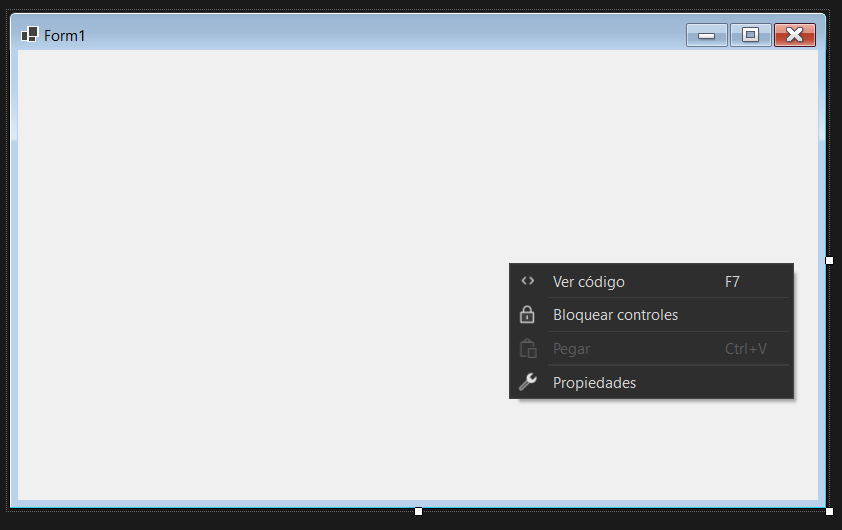 Form1
Ver código F7
Bloquear controles
Pegar Ctrl+V
Propiedades